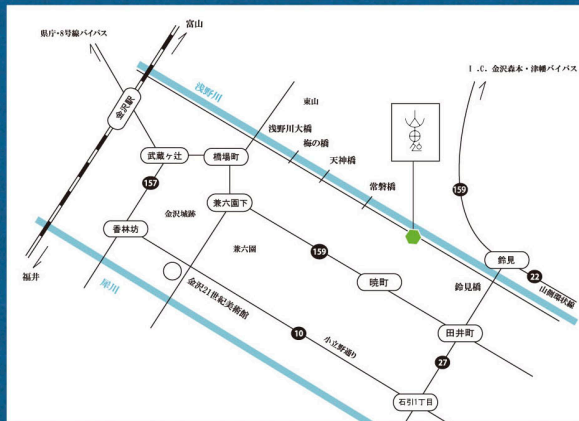 富山
県庁・8号線バイパス
I .C. 金沢森本・津幡バイパス
金沢駅
浅野川
東山
浅野川大橋
梅の橋
天神橋
常磐橋
武蔵ヶ辻
橋場町
157
159
兼六園下
金沢城跡
香林坊
兼六園
159
鈴見
22
山側環状線
福井
犀川
金沢21世紀美術館
暁町
鈴見橋
田井町
10
小立野通り
27
石引1丁目